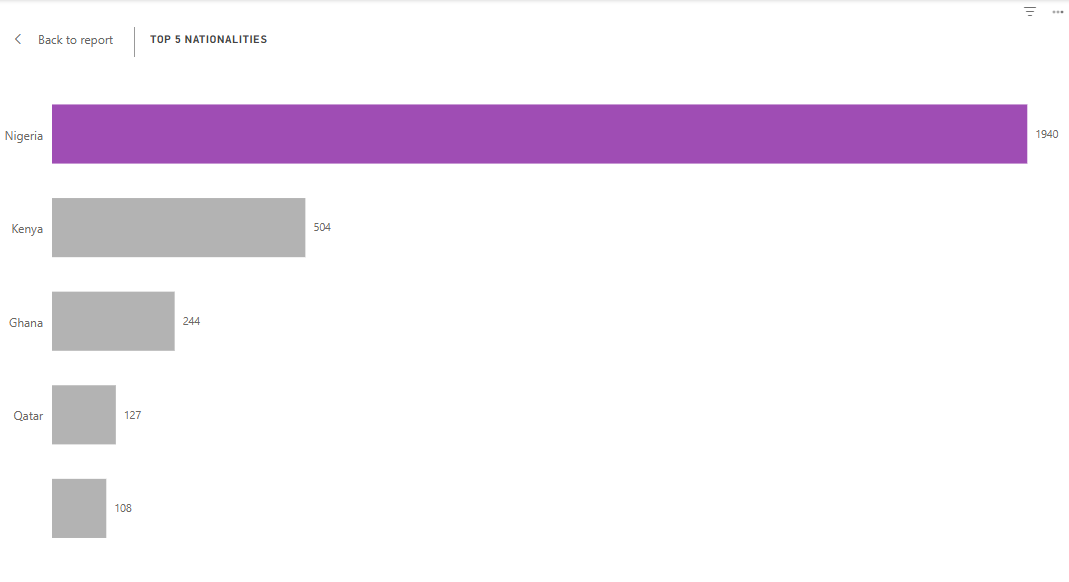 Back to report
TOP 5 NATIONALITIES
Nigeria 1940
Kenya 504
Ghana 244
Qatar 127
108